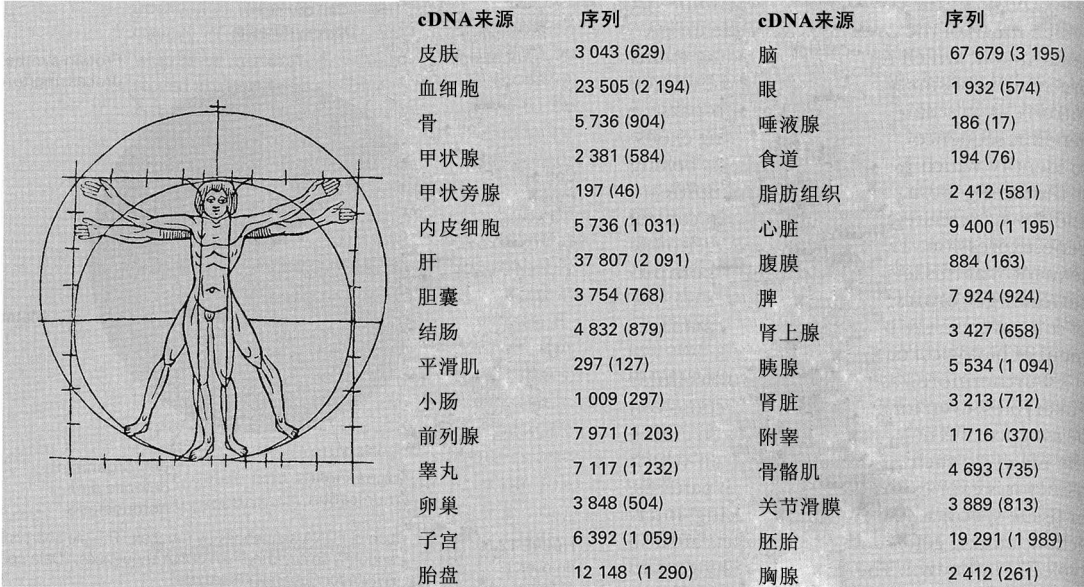 cDNA来源 序列 cDNA来源 序列
皮肤 3 043 (629) 脑 67 679 (3 195)
血细胞 23 505 (2 194) 眼 1 932 (574)
骨 5 736 (904) 唾液腺 186 (17)
甲状腺 2 381 (584) 食道 194 (76)
甲状旁腺 197 (46) 脂肪组织 2 412 (581)
内皮细胞 5 736 (1 031) 心脏 9 400 (1 195)
肝 37 807 (2 091) 腹膜 884 (163)
胆囊 3 754 (768) 脾 7 924 (924)
结肠 4 832 (879) 肾上腺 3 427 (658)
平滑肌 297 (127) 胰腺 5 534 (1 094)
小肠 1 009 (297) 肾脏 3 213 (712)
前列腺 7 971 (1 203) 附睾 1 716 (370)
睾丸 7 117 (1 232) 骨骼肌 4 693 (735)
卵巢 3 848 (504) 关节滑膜 3 889 (813)
子宫 6 392 (1 059) 胚胎 19 291 (1 989)
胎盘 12 148 (1 290) 胸腺 2 412 (261)